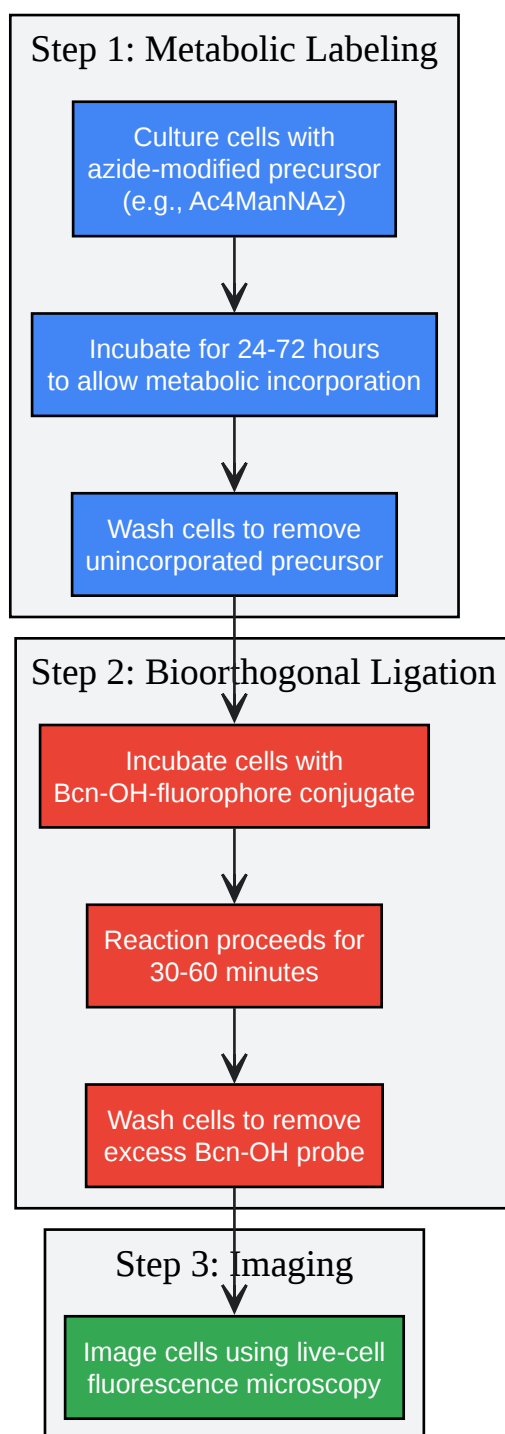 Step 1: Metabolic Labeling
Culture cells with
azide-modified precursor
(e.g., Ac4ManNAz)
Incubate for 24-72 hours
to allow metabolic incorporation
Wash cells to remove
unincorporated precursor
Step 2: Bioorthogonal Ligation
Incubate cells with
Bcn-OH-fluorophore conjugate
Reaction proceeds for
30-60 minutes
Wash cells to remove
excess Bcn-OH probe
Step 3: Imaging
Image cells using live-cell
fluorescence microscopy